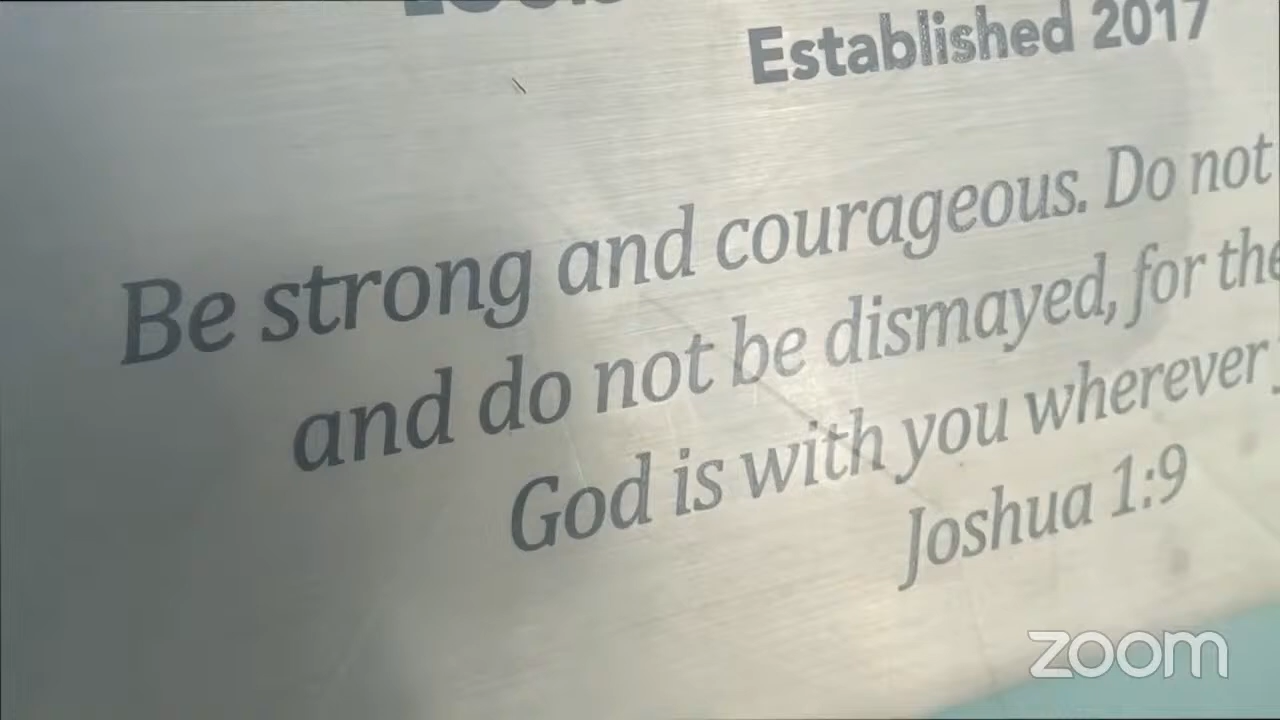 Established 2017
Be strong and courageous. Do not
and do not be dismayed, for the
God is with you wherever
Joshua 1:9
zoom